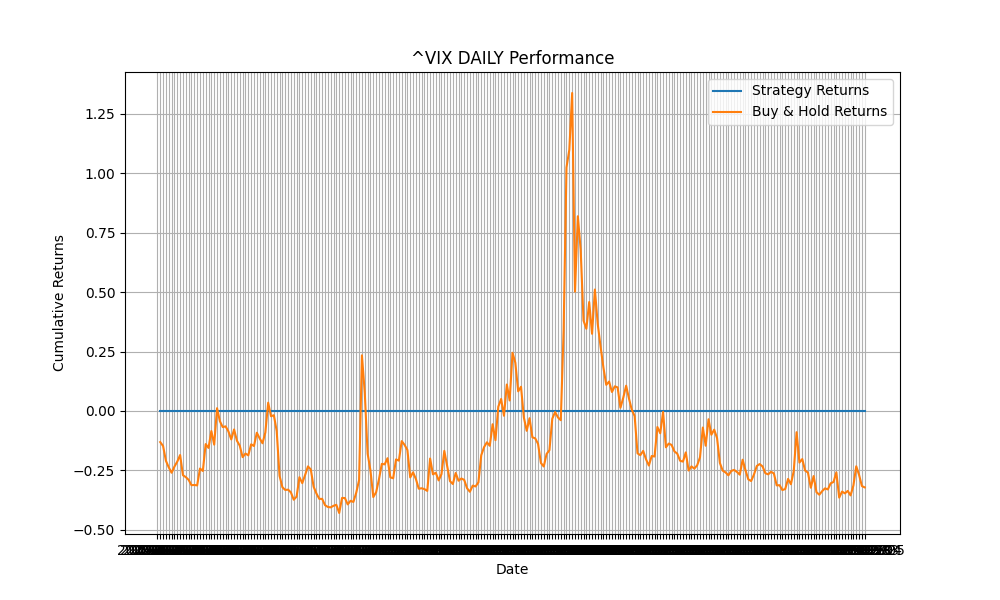 ^VIX DAILY Performance
Strategy Returns
Buy & Hold Returns
1.25
1.00
0.75
0.50
0.25
0.00
−0.25
−0.50
Cumulative Returns
Date